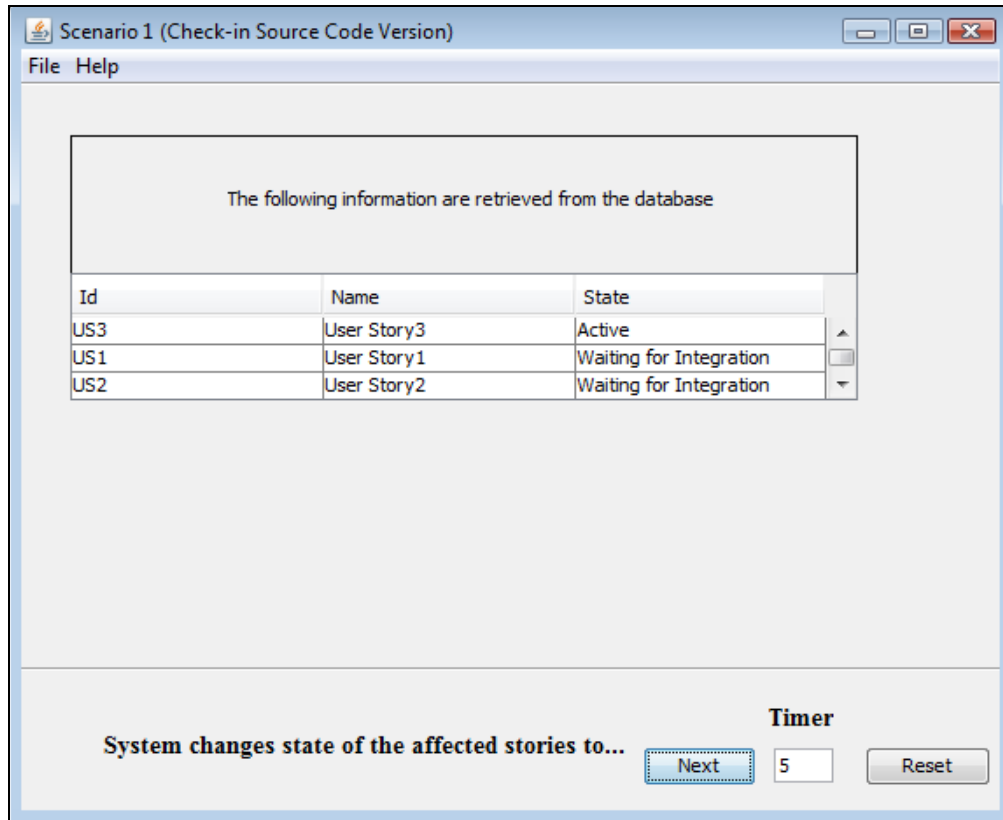 Scenario 1 (Check-in Source Code Version)
File Help
The following information are retrieved from the database
Id Name State
US3 User Story3 Active
US1 User Story1 Waiting for Integration
US2 User Story2 Waiting for Integration
Timer
System changes state of the affected stories to... Next 5 Reset